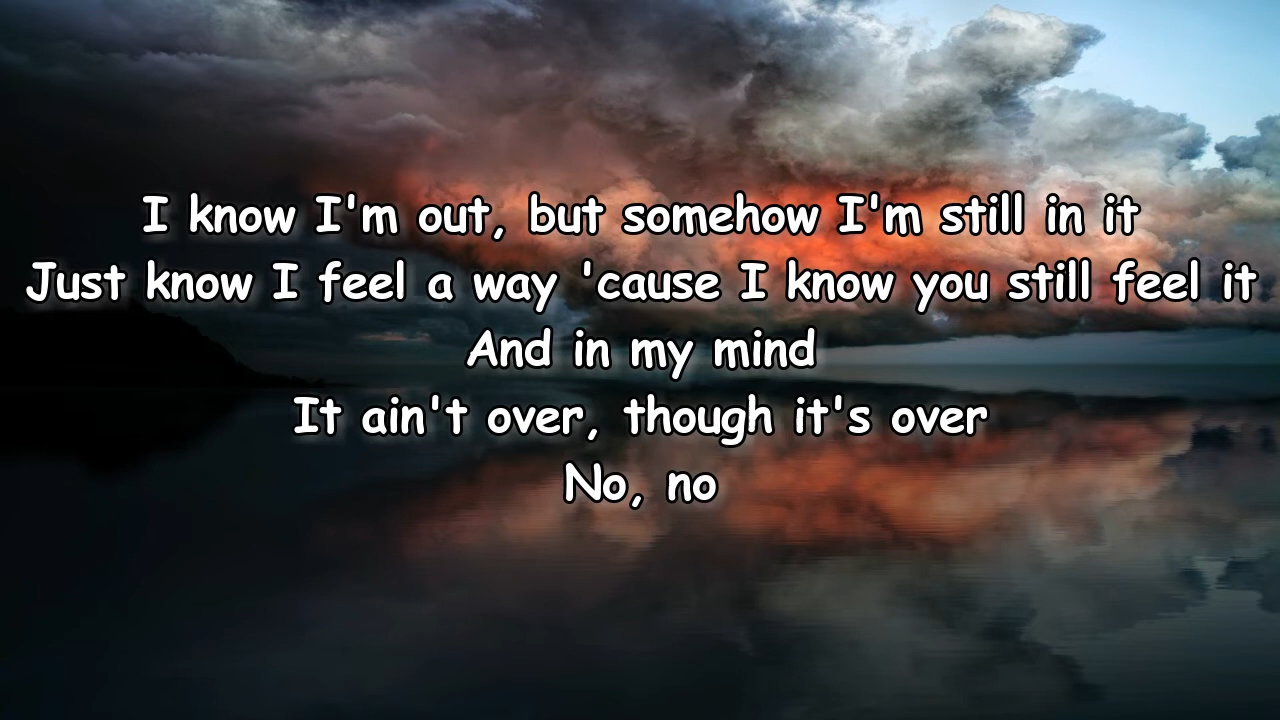 I know I'm out, but somehow I'm still in it
Just know I feel a way 'cause I know you still feel it
And in my mind
It ain't over, though it's over
No, no